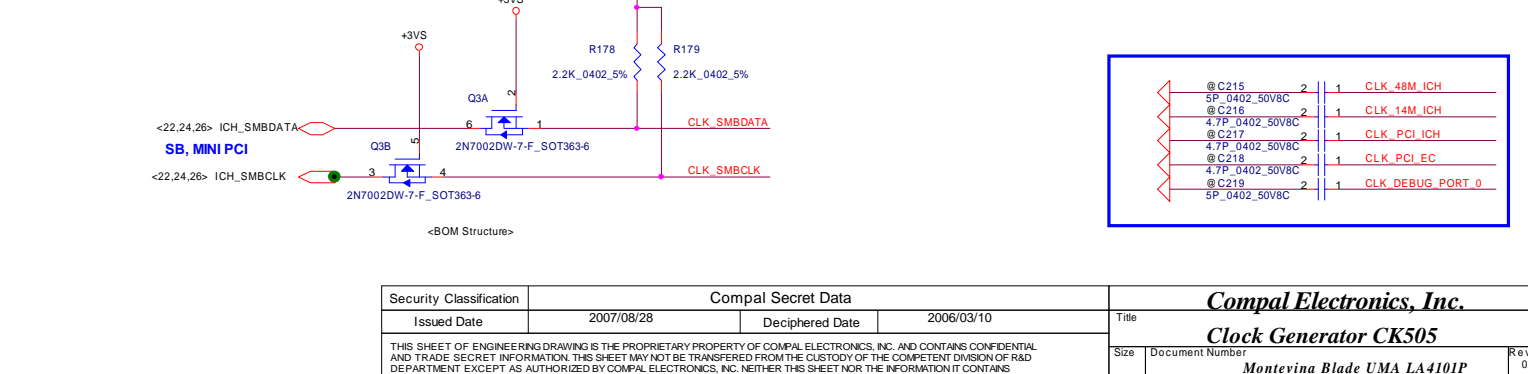 +3VS
+3VS
R178
R179
2.2K_0402_5%
2.2K_0402_5%
Q3A
2
<22,24,26> ICH_SMBDATA
6
1
CLK_SMBDATA
SB, MINI PCI
Q3B
5
2N7002DW-7-F_SOT363-6
<22,24,26> ICH_SMBCLK
3
4
CLK_SMBCLK
2N7002DW-7-F_SOT363-6
<BOM Structure>
@C215 2 1 CLK_48M_ICH
5P_0402_50V8C
@C216 2 1 CLK_14M_ICH
4.7P_0402_50V8C
@C217 2 1 CLK_PCI_ICH
4.7P_0402_50V8C
@C218 2 1 CLK_PCI_EC
4.7P_0402_50V8C
@C219 2 1 CLK_DEBUG_PORT_0
5P_0402_50V8C
Security Classification
Compal Secret Data
Issued Date
2007/08/28
Deciphered Date
2006/03/10
THIS SHEET OF ENGINEERING DRAWING IS THE PROPRIETARY PROPERTY OF COMPAL ELECTRONICS, INC. AND CONTAINS CONFIDENTIAL
AND TRADE SECRET INFORMATION. THIS SHEET MAY NOT BE TRANSFERED FROM THE CUSTODY OF THE COMPETENT DIVISION OF R&D
DEPARTMENT EXCEPT AS AUTHORIZED BY COMPAL ELECTRONICS, INC. NEITHER THIS SHEET NOR THE INFORMATION IT CONTAINS
Compal Electronics, Inc.
Title
Clock Generator CK505
Size
Document Number
Rev
Montevina Blade UMA LA4101P
0